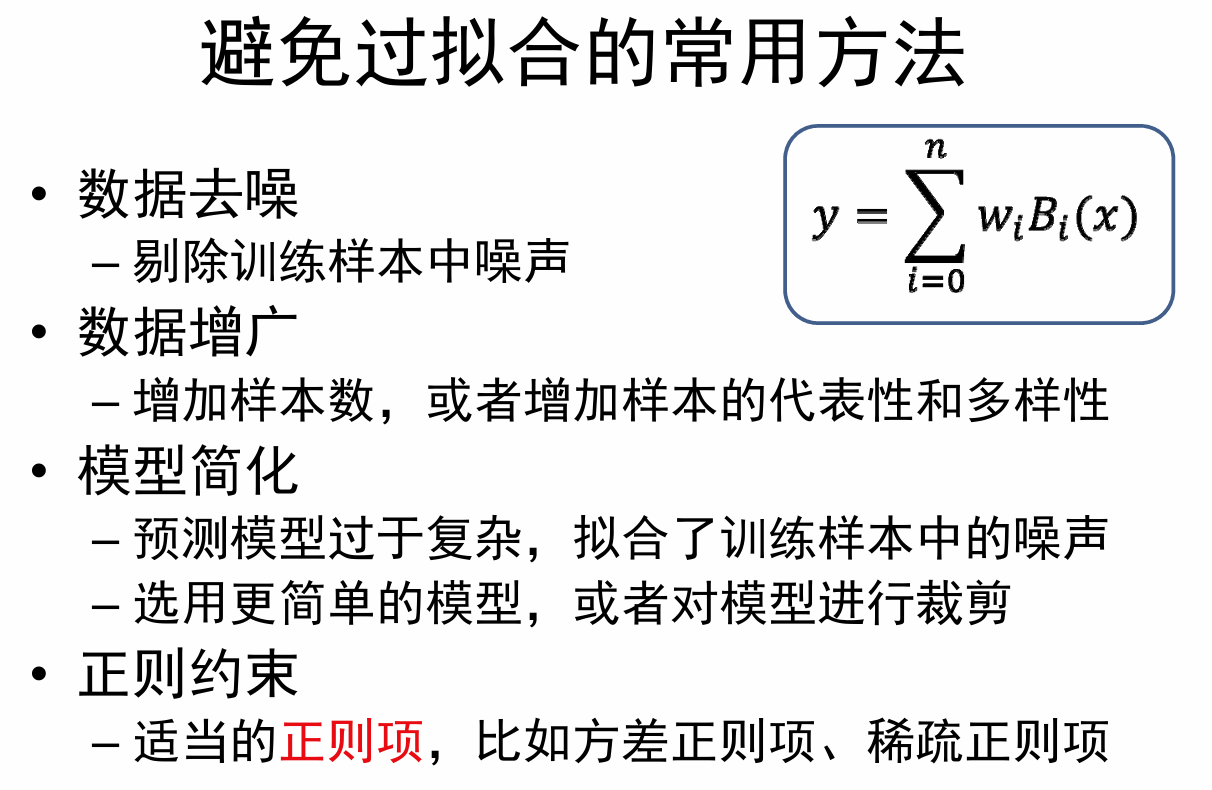 避免过拟合的常用方法
• 数据去噪
– 剔除训练样本中噪声
• 数据增广
– 增加样本数，或者增加样本的代表性和多样性
• 模型简化
– 预测模型过于复杂，拟合了训练样本中的噪声
– 选用更简单的模型，或者对模型进行裁剪
• 正则约束
– 适当的正则项，比如方差正则项、稀疏正则项
n
y = ∑ wᵢBᵢ(x)
i=0